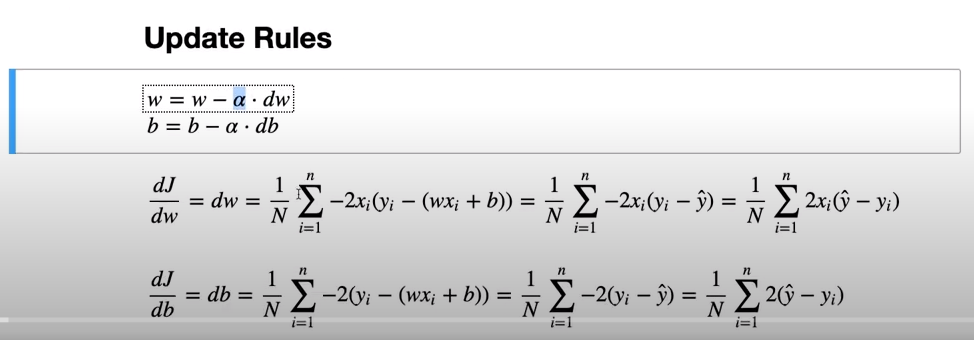 Update Rules
w = w − α · dw
b = b − α · db
dJ/dw = dw = 1/N ∑_{i=1}^{n} −2x_i(y_i − (wx_i + b)) = 1/N ∑_{i=1}^{n} −2x_i(y_i − ŷ) = 1/N ∑_{i=1}^{n} 2x_i(ŷ − y_i)
dJ/db = db = 1/N ∑_{i=1}^{n} −2(y_i − (wx_i + b)) = 1/N ∑_{i=1}^{n} −2(y_i − ŷ) = 1/N ∑_{i=1}^{n} 2(ŷ − y_i)